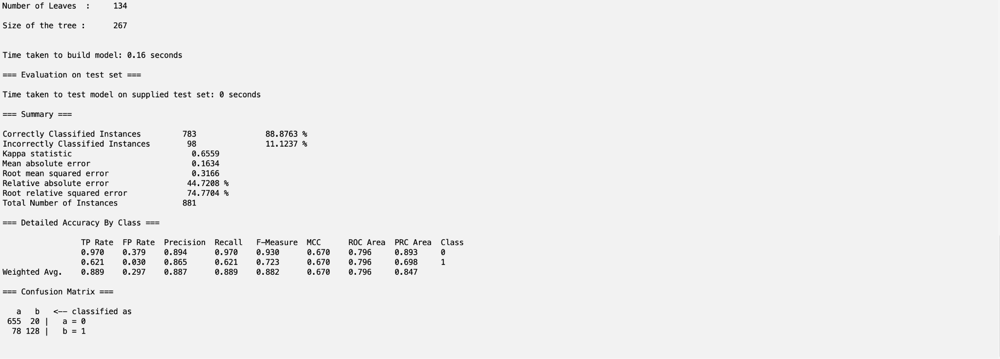 Number of Leaves  :     134
Size of the tree :      267
Time taken to build model: 0.16 seconds
=== Evaluation on test set ===
Time taken to test model on supplied test set: 0 seconds
=== Summary ===
Correctly Classified Instances         783               88.8763 %
Incorrectly Classified Instances        98               11.1237 %
Kappa statistic                          0.6559
Mean absolute error                      0.1634
Root mean squared error                  0.3166
Relative absolute error                 44.7208 %
Root relative squared error             74.7704 %
Total Number of Instances              881
=== Detailed Accuracy By Class ===
                 TP Rate  FP Rate  Precision  Recall   F-Measure  MCC      ROC Area  PRC Area  Class
                 0.970    0.379    0.894      0.970    0.930      0.670    0.796     0.893     0
                 0.621    0.030    0.865      0.621    0.723      0.670    0.796     0.698     1
Weighted Avg.    0.889    0.297    0.887      0.889    0.882      0.670    0.796     0.847
=== Confusion Matrix ===
   a   b   <-- classified as
 655  20 |   a = 0
  78 128 |   b = 1